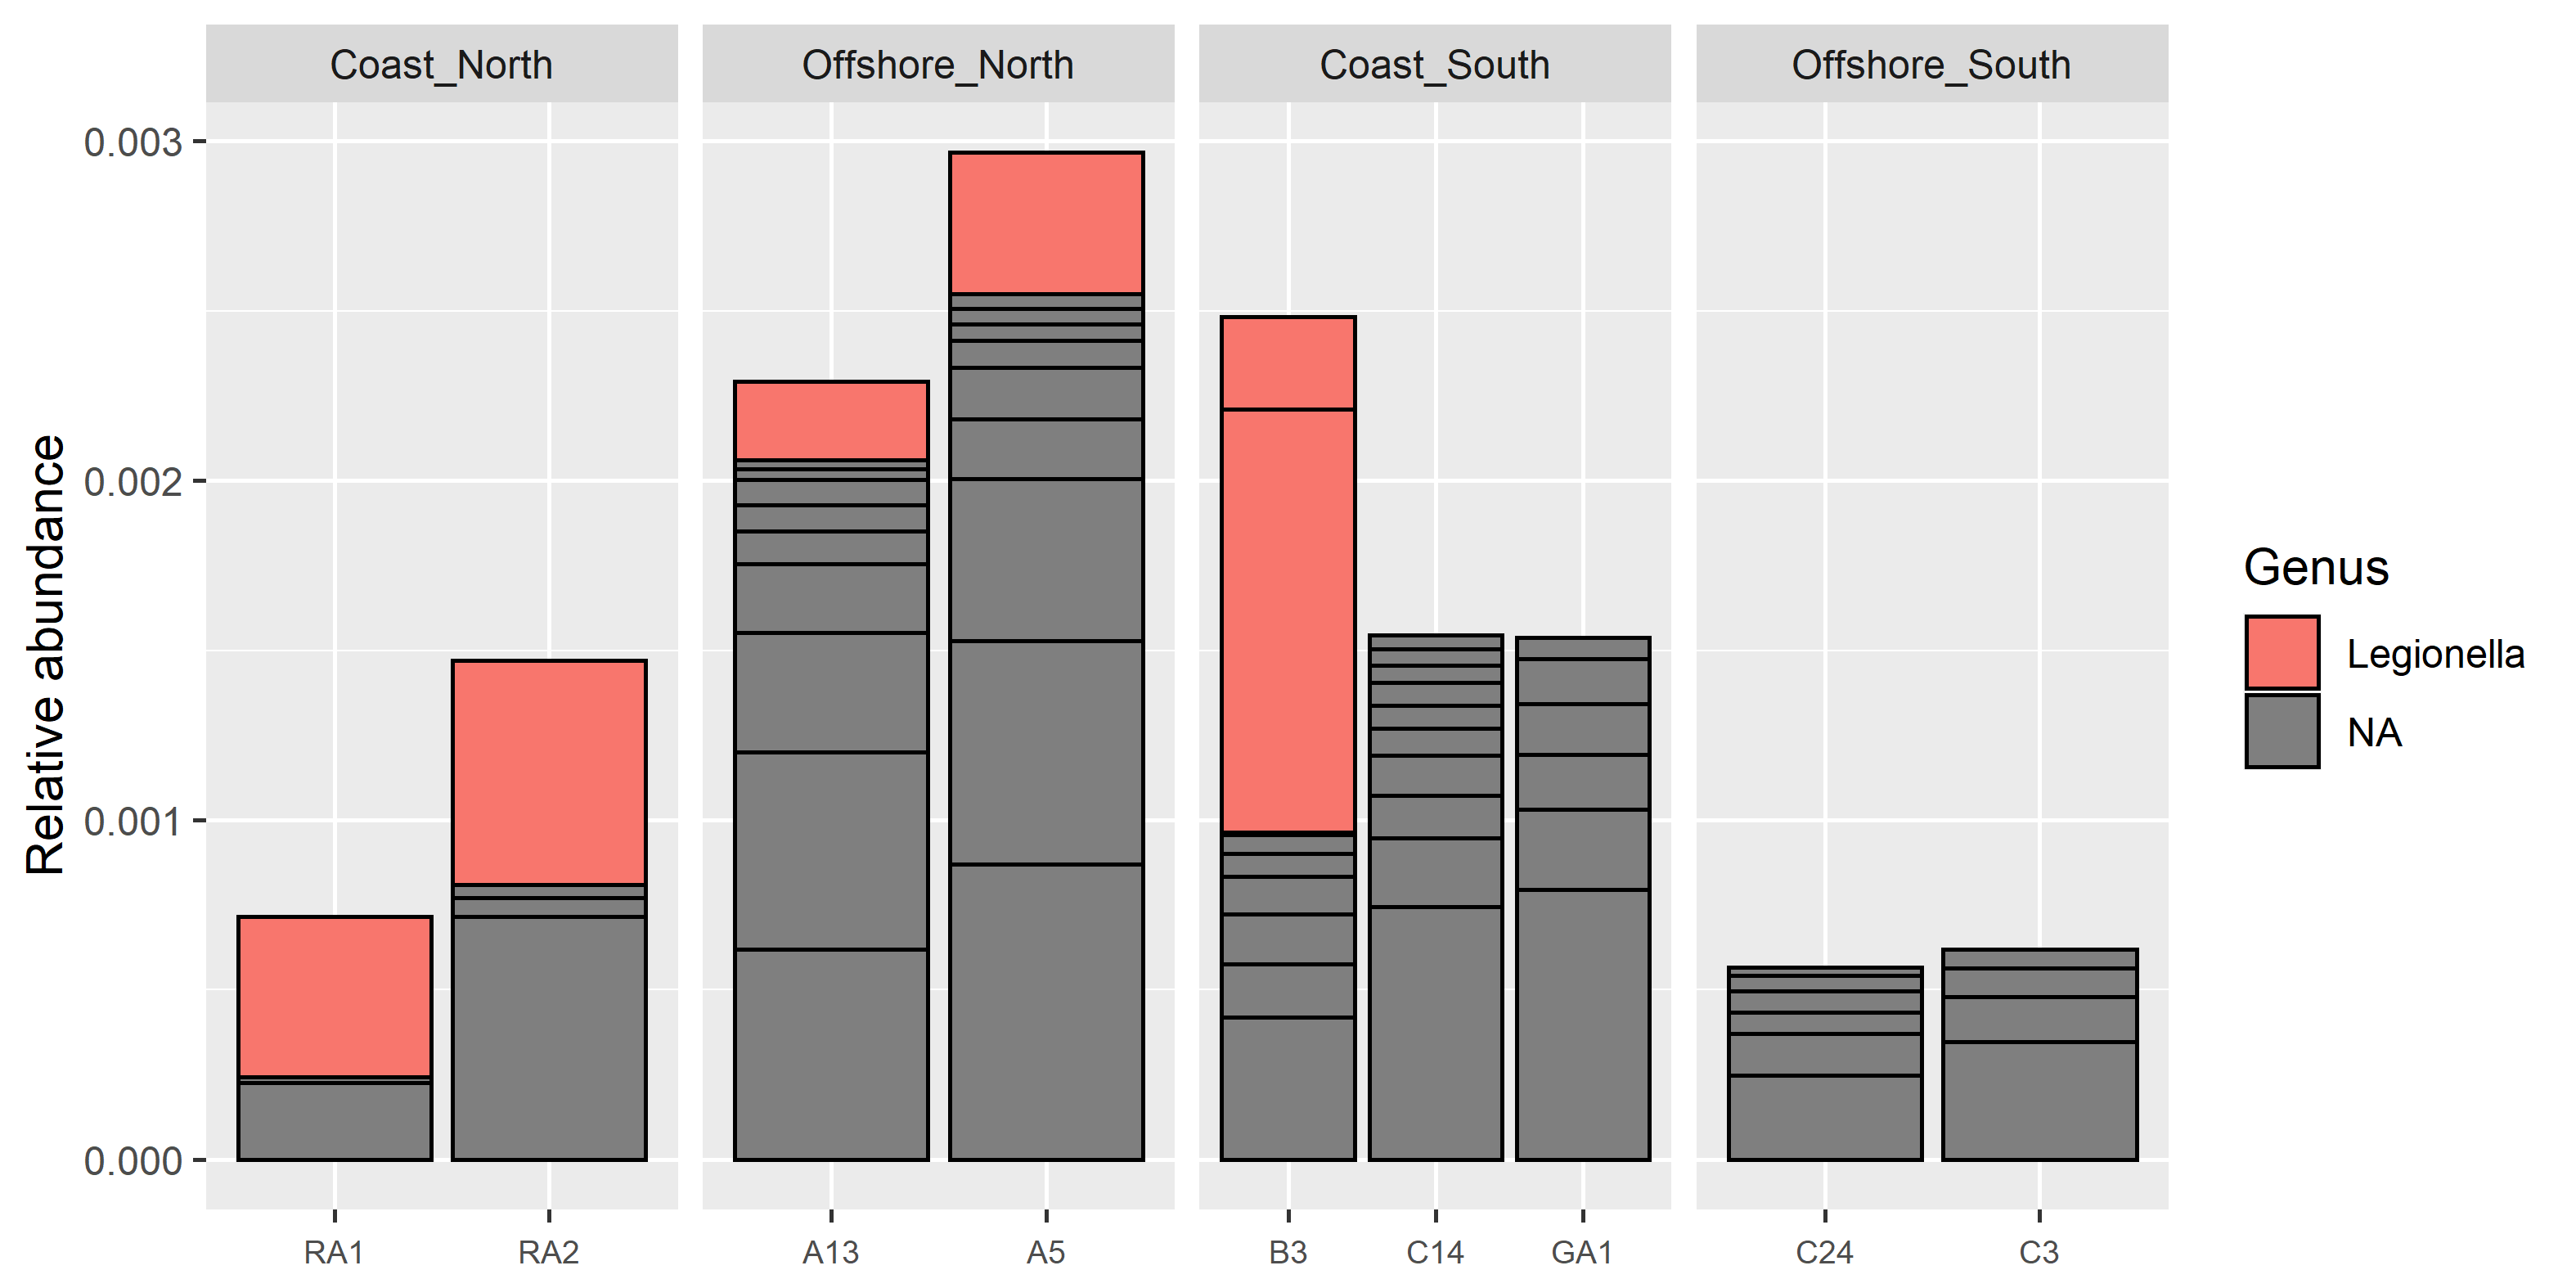 Coast_North Offshore_North Coast_South Offshore_South
0.003
0.002
0.001
0.000
Relative abundance
RA1 RA2 A13 A5 B3 C14 GA1 C24 C3
Genus
Legionella
NA